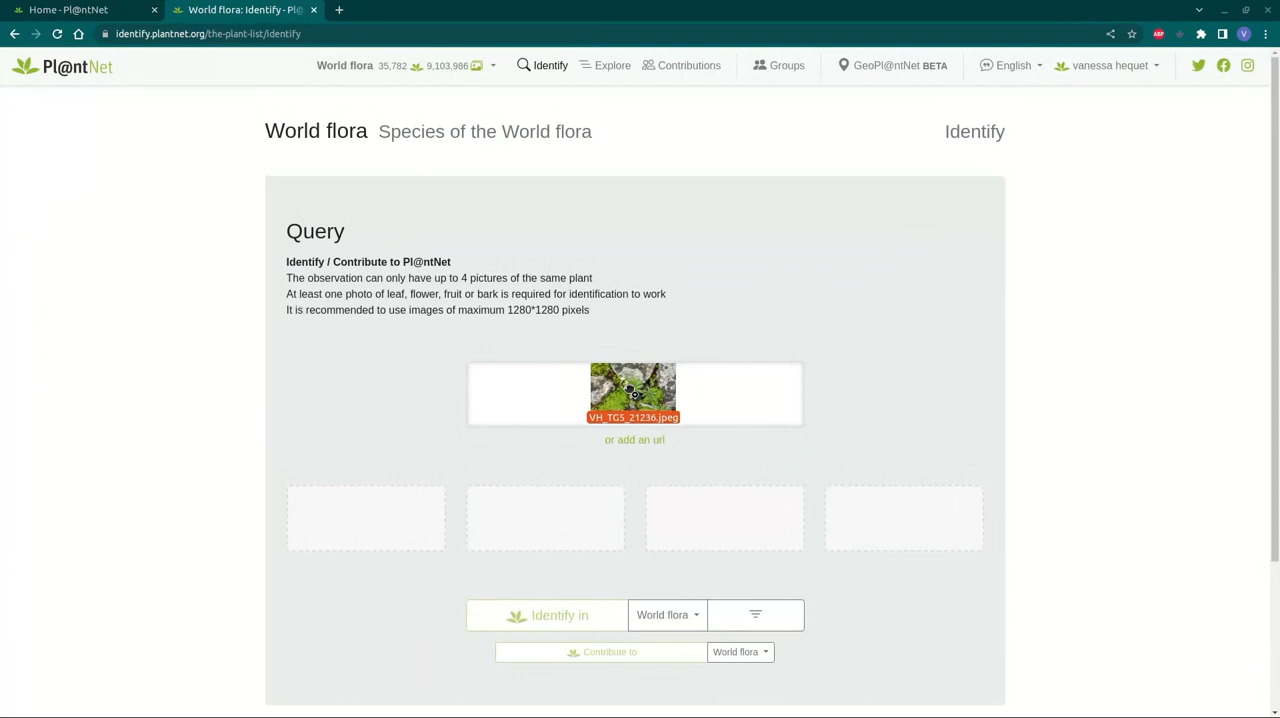 Home - Pl@ntNet
World flora: Identify - Pl@
identify.plantnet.org/the-plant-list/identify
ABP
V
Pl@ntNet
World flora 35,782 9,103,986
Identify
Explore
Contributions
Groups
GeoPl@ntNet BETA
English
vanessa hequet
World flora Species of the World flora
Identify
Query
Identify / Contribute to Pl@ntNet
The observation can only have up to 4 pictures of the same plant
At least one photo of leaf, flower, fruit or bark is required for identification to work
It is recommended to use images of maximum 1280*1280 pixels
VH_TG5_21236.jpeg
or add an url
Identify in
World flora
Contribute to
World flora